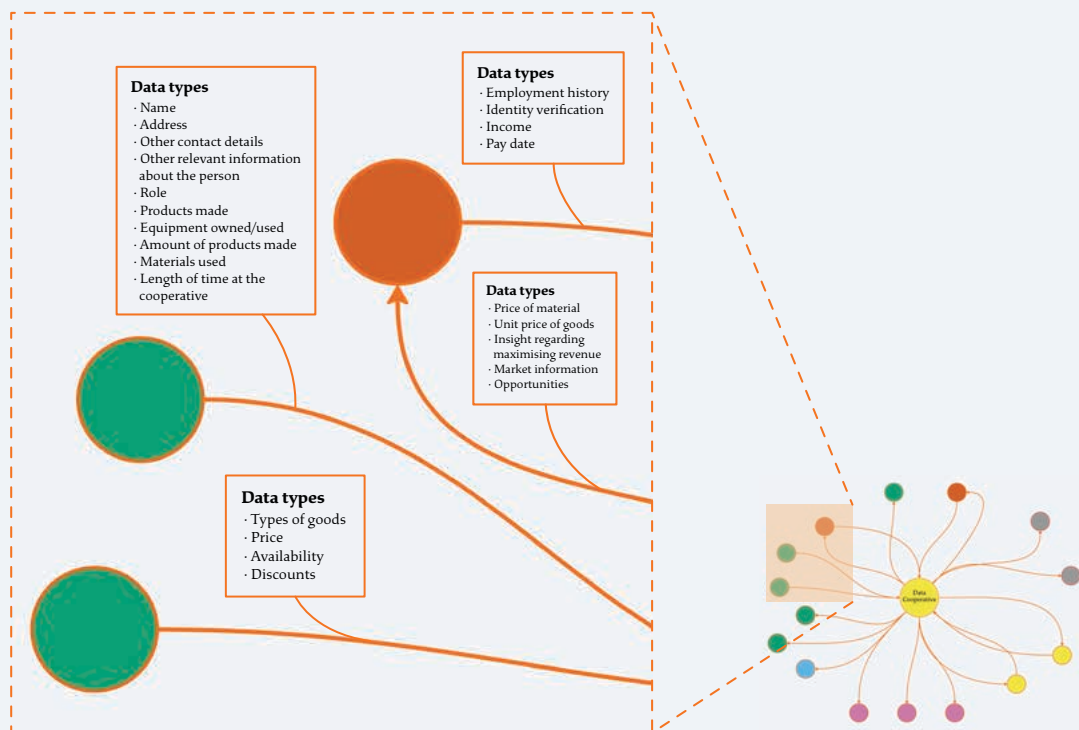 Data types
· Name
· Address
· Other contact details
· Other relevant information
about the person
· Role
· Products made
· Equipment owned/used
· Amount of products made
· Materials used
· Length of time at the
cooperative
Data types
· Employment history
· Identity verification
· Income
· Pay date
Data types
· Price of material
· Unit price of goods
· Insight regarding
maximising revenue
· Market information
· Opportunities
Data types
· Types of goods
· Price
· Availability
· Discounts
Data
Cooperative